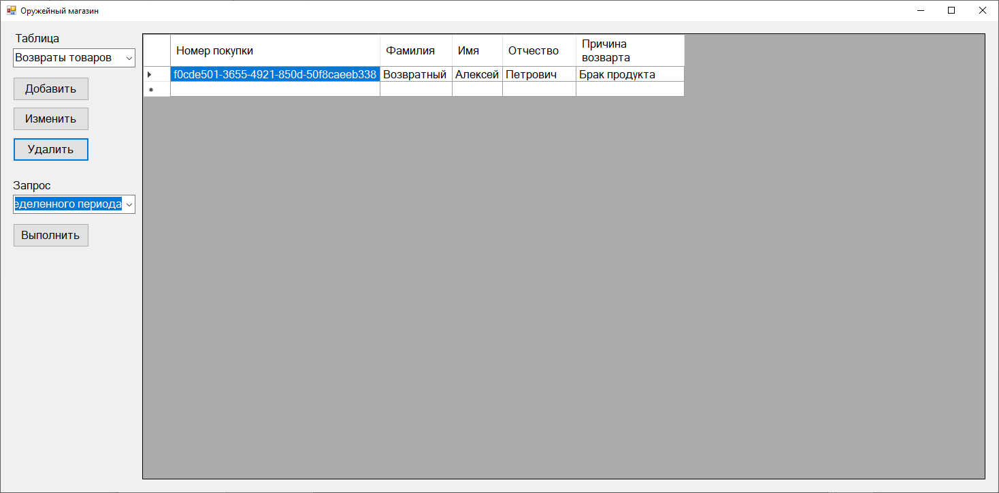 Оружейный магазин
Таблица
Возвраты товаров
Добавить
Изменить
Удалить
Запрос
еделенного периода
Выполнить
Номер покупки Фамилия Имя Отчество Причина
возварта
f0cde501-3655-4921-850d-50f8caeeb338 Возвратный Алексей Петрович Брак продукта